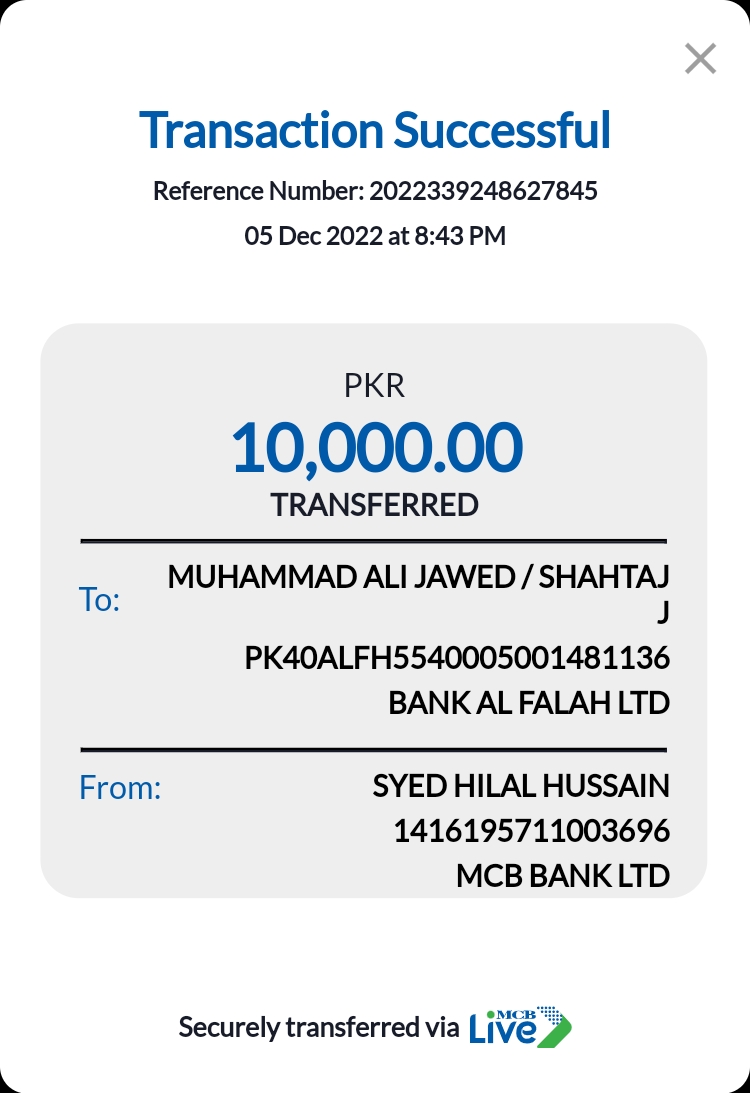 Transaction Successful
Reference Number: 2022339248627845
05 Dec 2022 at 8:43 PM
PKR
10,000.00
TRANSFERRED
To: MUHAMMAD ALI JAWED / SHAHTAJ
J
PK40ALFH5540005001481136
BANK AL FALAH LTD
From: SYED HILAL HUSSAIN
1416195711003696
MCB BANK LTD
Securely transferred via MCB Live